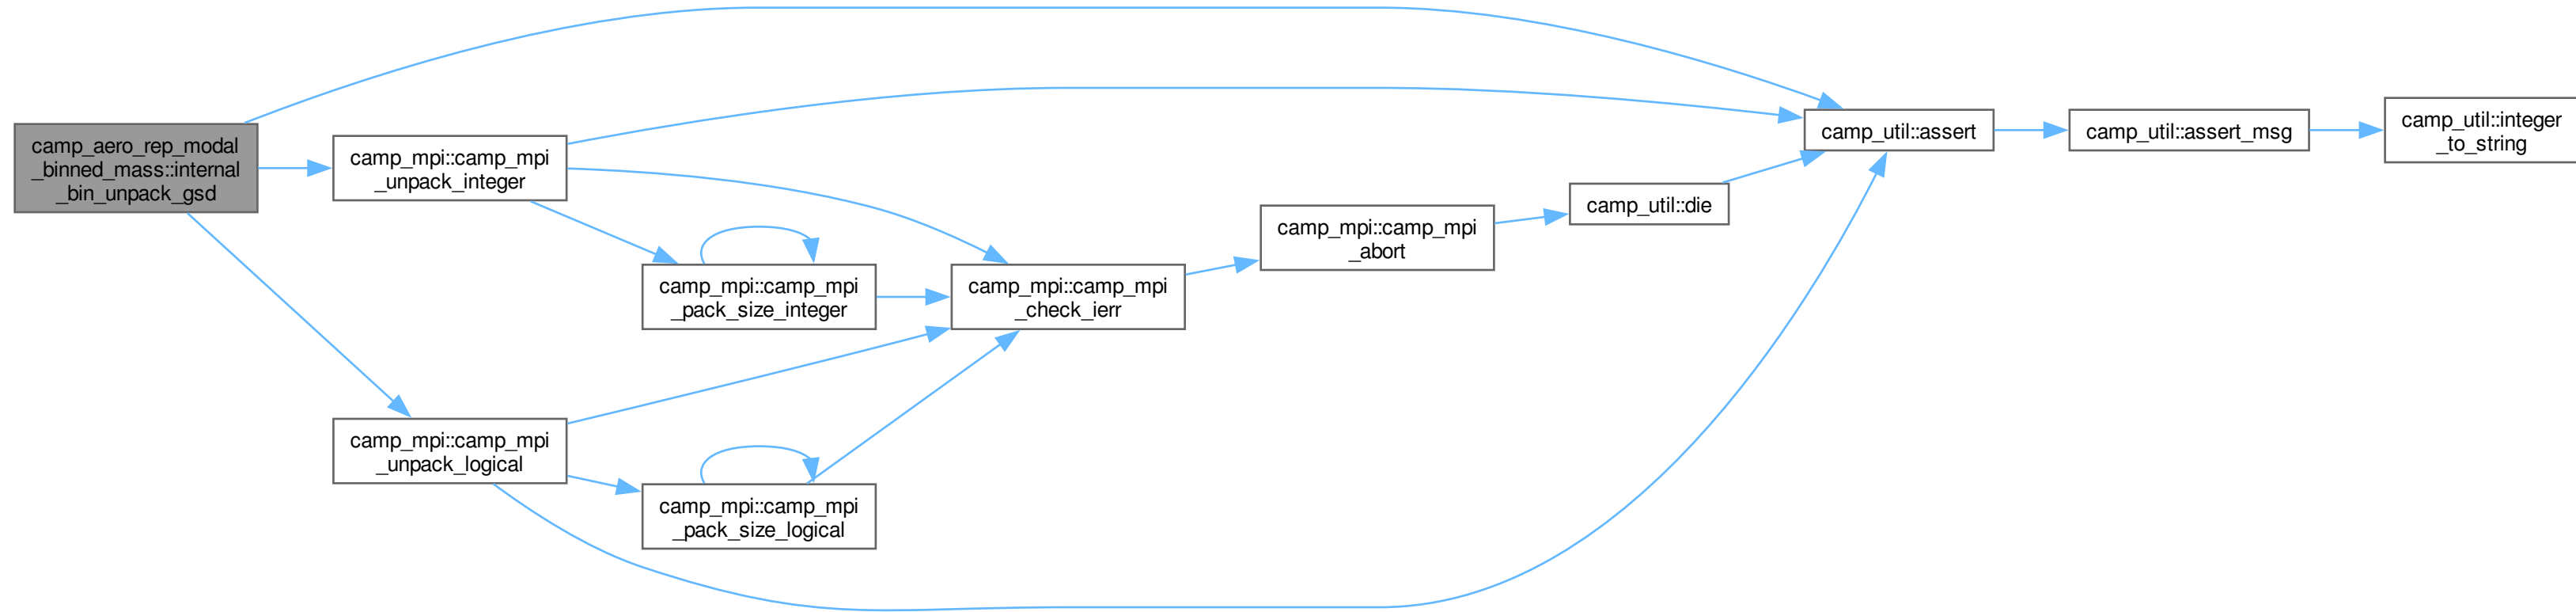 camp_aero_rep_modal
_binned_mass::internal
_bin_unpack_gsd
camp_mpi::camp_mpi
_unpack_integer
camp_mpi::camp_mpi
_pack_size_integer
camp_mpi::camp_mpi
_unpack_logical
camp_mpi::camp_mpi
_pack_size_logical
camp_mpi::camp_mpi
_check_ierr
camp_mpi::camp_mpi
_abort
camp_util::die
camp_util::assert
camp_util::assert_msg
camp_util::integer
_to_string